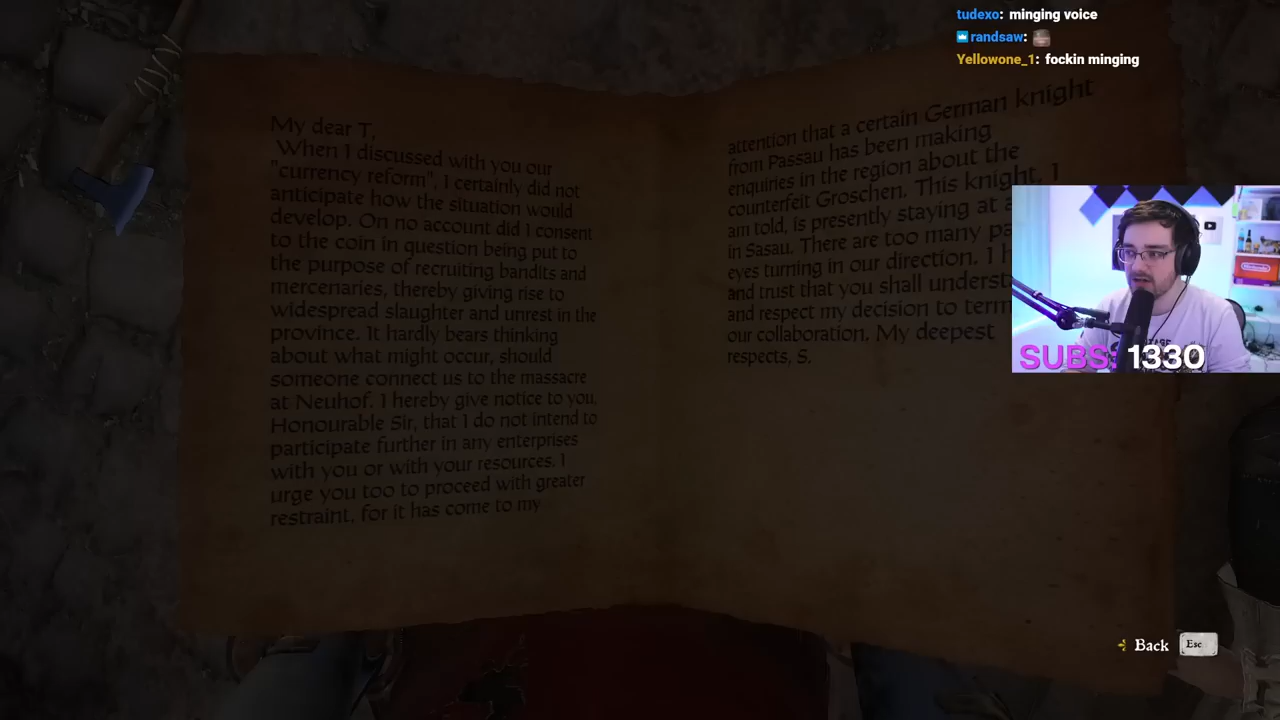 tudexo: minging voice
randsaw:
Yellowone_1: fockin minging
My dear T,
When I discussed with you our
"currency reform", I certainly did not
anticipate how the situation would
develop. On no account did I consent
to the coin in question being put to
the purpose of recruiting bandits and
mercenaries, thereby giving rise to
widespread slaughter and unrest in the
province. It hardly bears thinking
about what might occur, should
someone connect us to the massacre
at Neuhof. I hereby give notice to you,
Honourable Sir, that I do not intend to
participate further in any enterprises
with you or with your resources. I
urge you too to proceed with greater
restraint, for it has come to my
attention that a certain German knight
from Passau has been making
enquiries in the region about the
counterfeit Groschen. This knight, I
am told, is presently staying at
in Sasau. There are too many
eyes turning in our direction. I
and trust that you shall
and respect my decision to
our collaboration. My deepest
respects, S.
SUBS: 1330
Nintendo
Back Esc